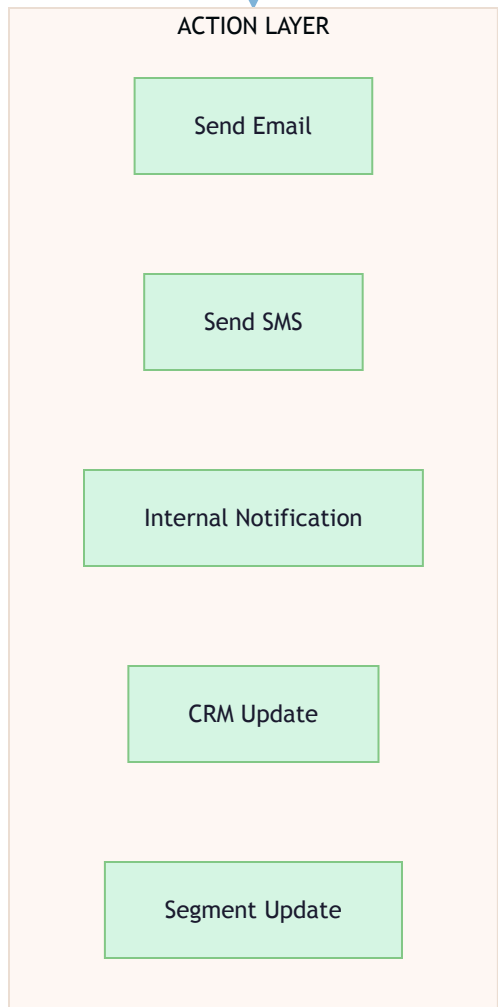 ACTION LAYER
Send Email
Send SMS
Internal Notification
CRM Update
Segment Update